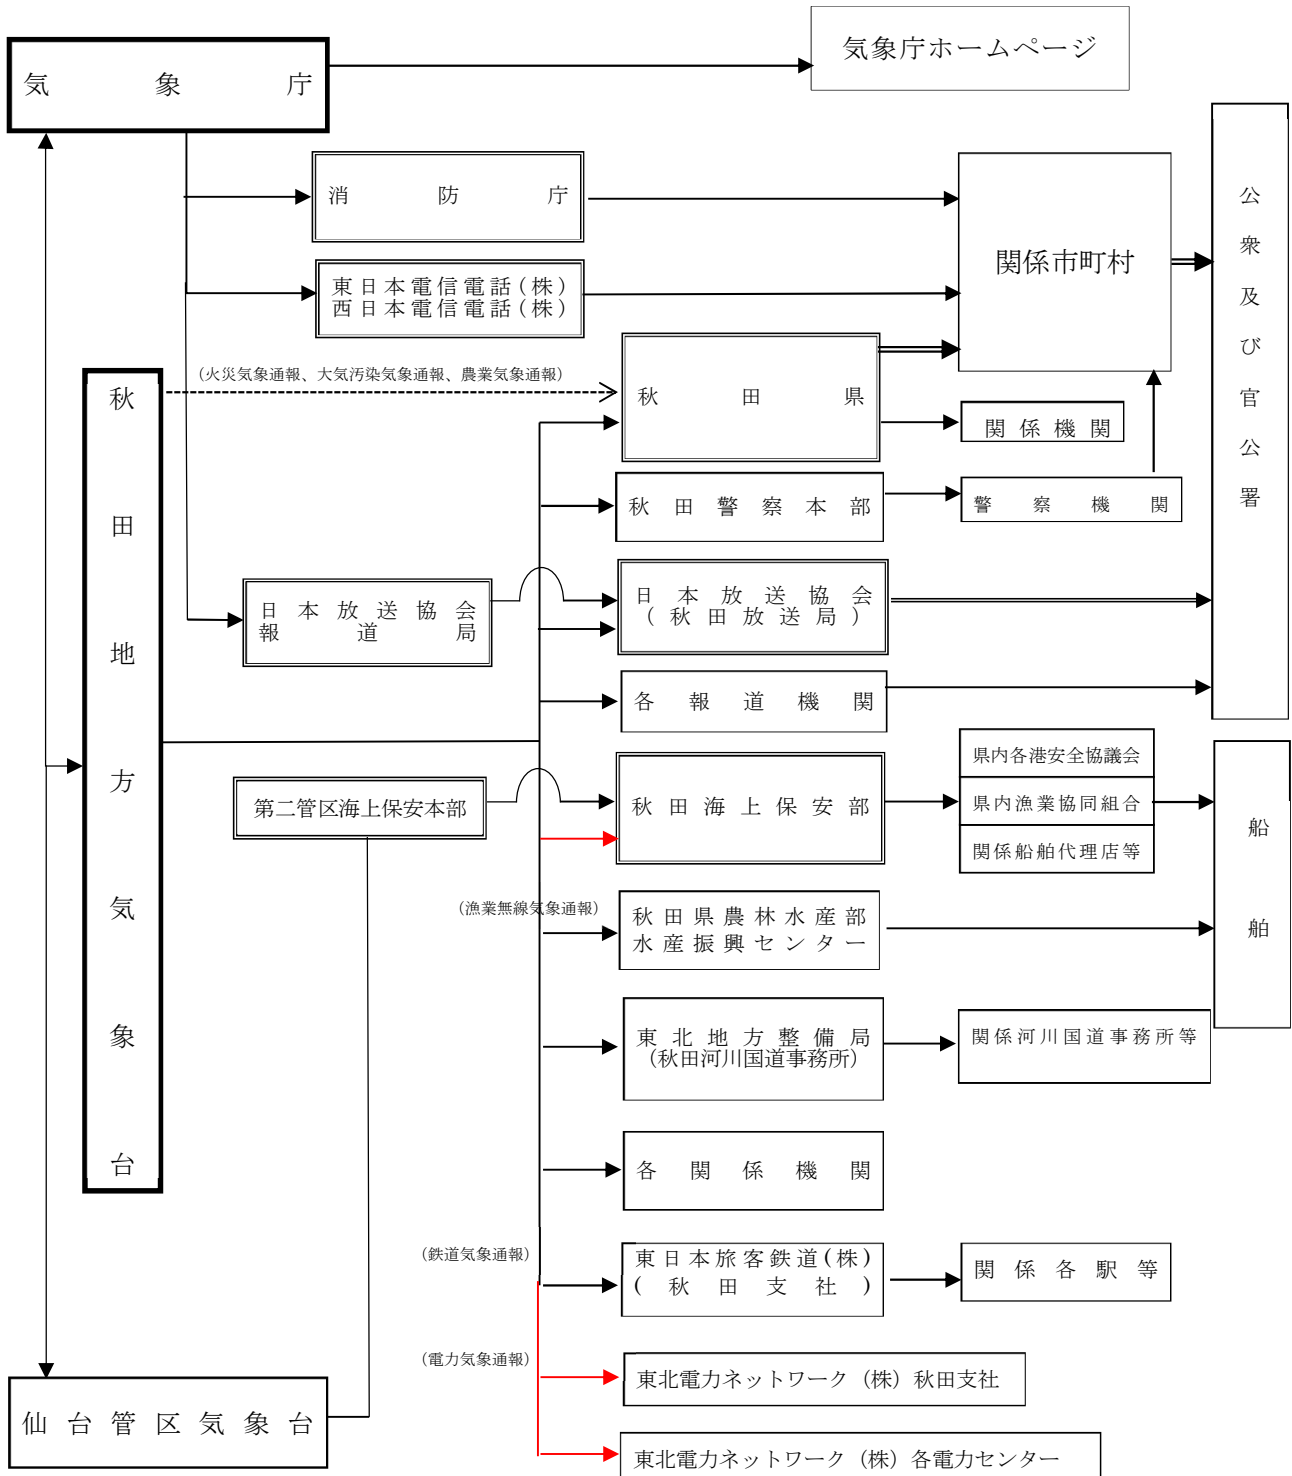 気象庁ホームページ
気象庁
消防庁
東日本電信電話(株)
西日本電信電話(株)
関係市町村
公衆及び官公署
(火災気象通報、大気汚染気象通報、農業気象通報)
秋田県
関係機関
秋田地方気象台
秋田警察本部
警察機関
日本放送協会
報道局
日本放送協会
(秋田放送局)
各報道機関
第二管区海上保安本部
秋田海上保安部
県内各港安全協議会
県内漁業協同組合
関係船舶代理店等
船舶
(漁業無線気象通報)
秋田県農林水産部
水産振興センター
東北地方整備局
(秋田河川国道事務所)
関係河川国道事務所等
各関係機関
(鉄道気象通報)
東日本旅客鉄道(株)
(秋田支社)
関係各駅等
(電力気象通報)
東北電力ネットワーク（株）秋田支社
仙台管区気象台
東北電力ネットワーク（株）各電力センター